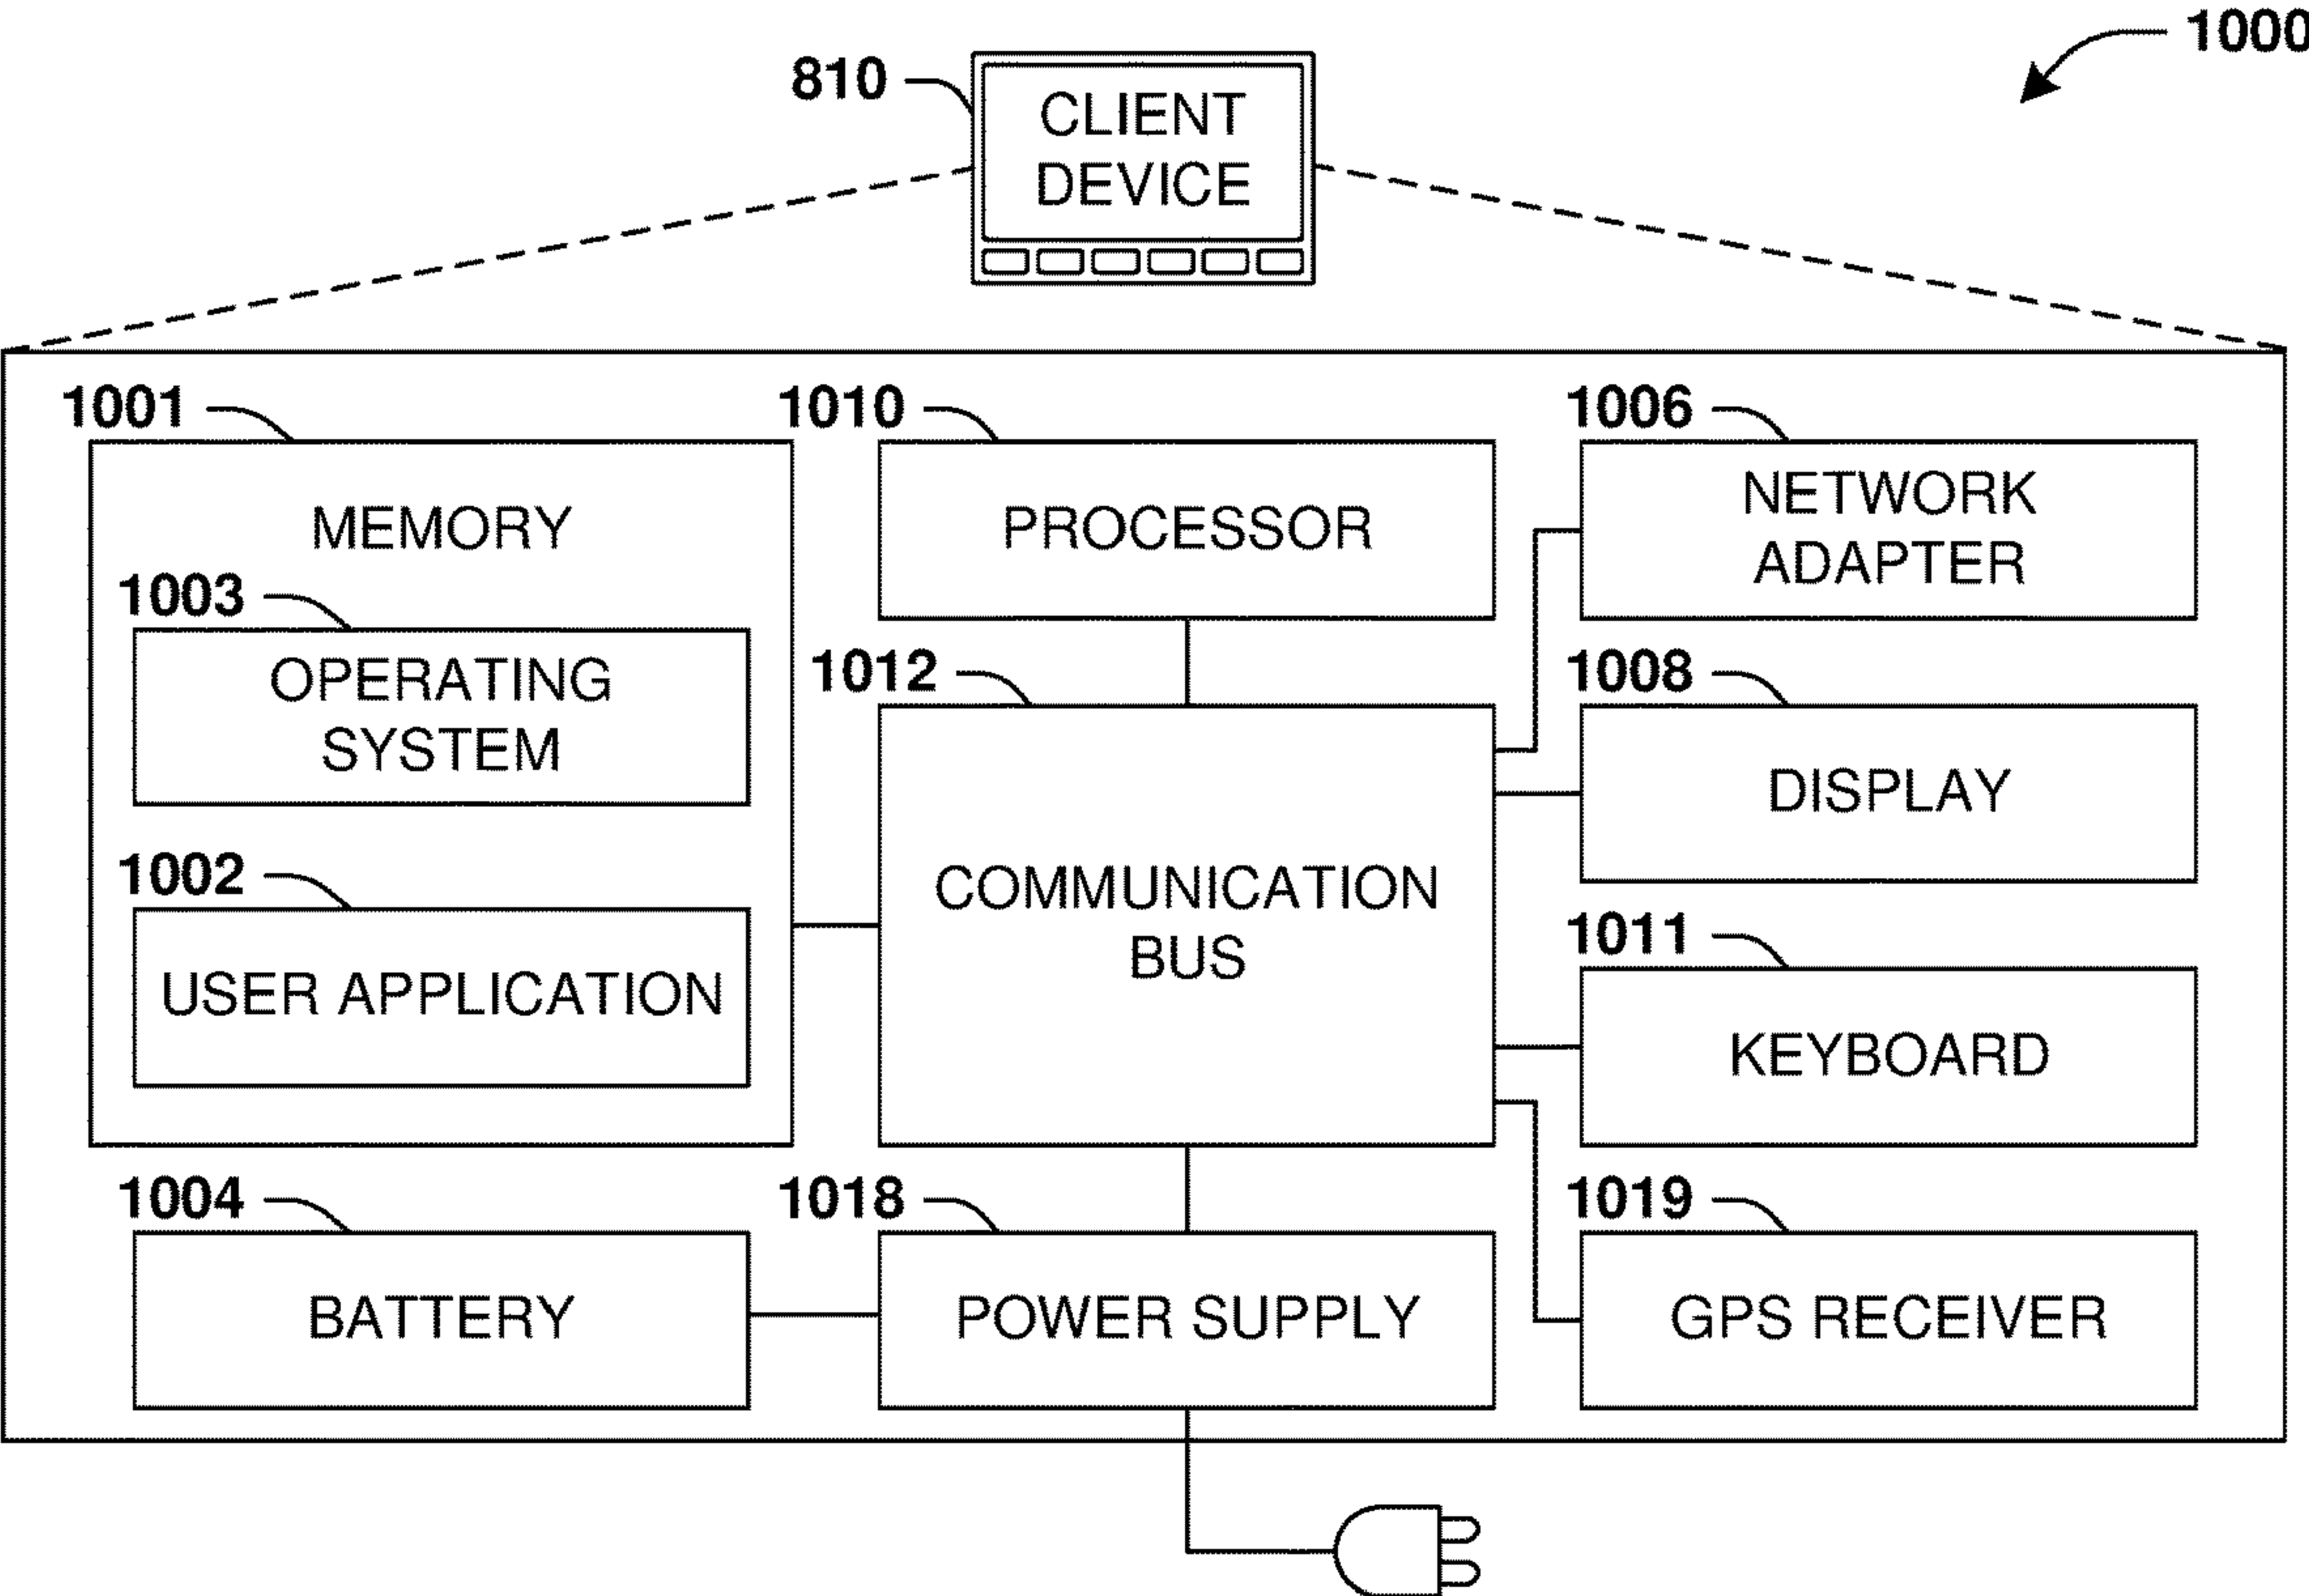 1000
810
CLIENT
DEVICE
1001
MEMORY
1003
OPERATING
SYSTEM
1002
USER APPLICATION
1004
BATTERY
1010
PROCESSOR
1012
COMMUNICATION
BUS
1018
POWER SUPPLY
1006
NETWORK
ADAPTER
1008
DISPLAY
1011
KEYBOARD
1019
GPS RECEIVER